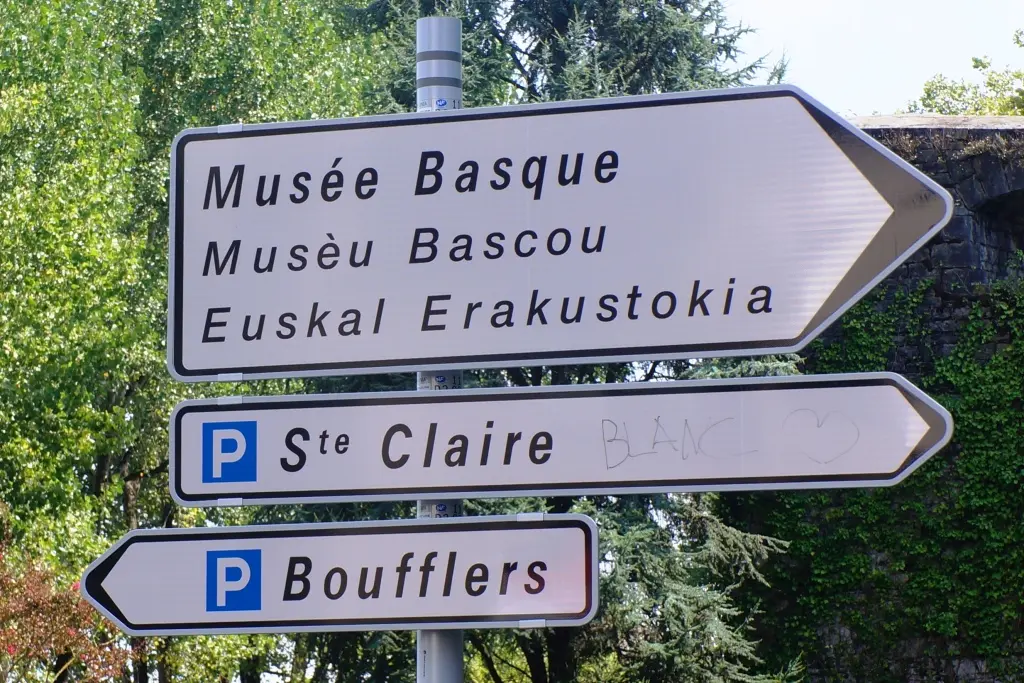 Musée Basque
Musèu Bascou
Euskal Erakustokia
P Ste Claire BLANC
P Boufflers